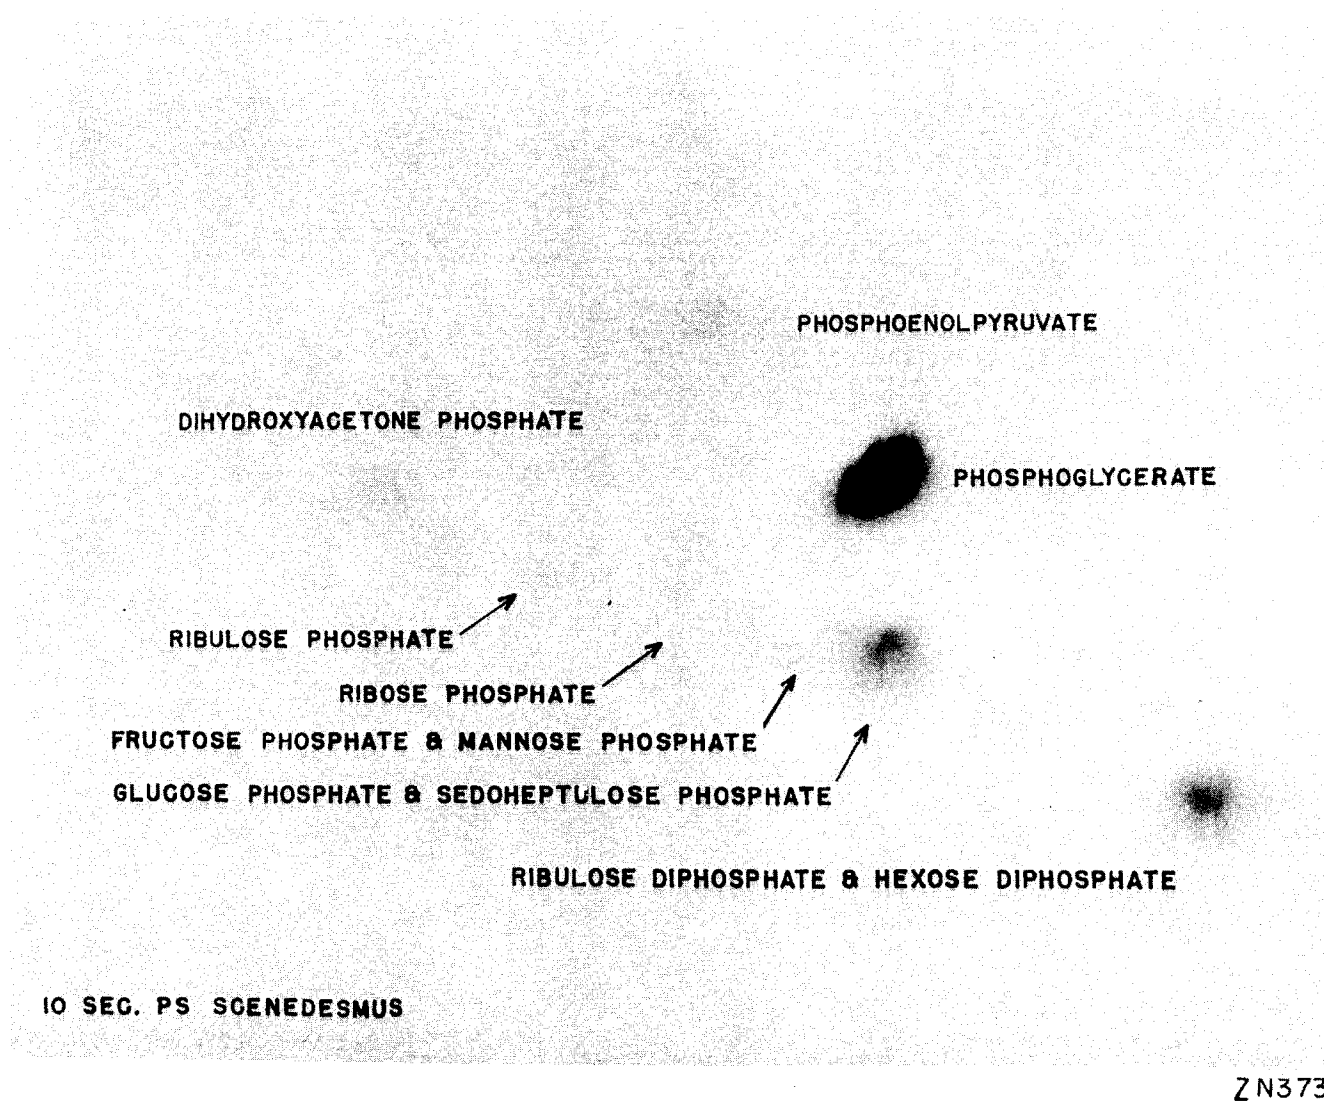 PHOSPHOENOLPYRUVATE
DIHYDROXYACETONE PHOSPHATE
PHOSPHOGLYCERATE
RIBULOSE PHOSPHATE
RIBOSE PHOSPHATE
FRUCTOSE PHOSPHATE & MANNOSE PHOSPHATE
GLUCOSE PHOSPHATE & SEDOHEPTULOSE PHOSPHATE
RIBULOSE DIPHOSPHATE & HEXOSE DIPHOSPHATE
10 SEC. PS SCENEDESMUS
ZN373